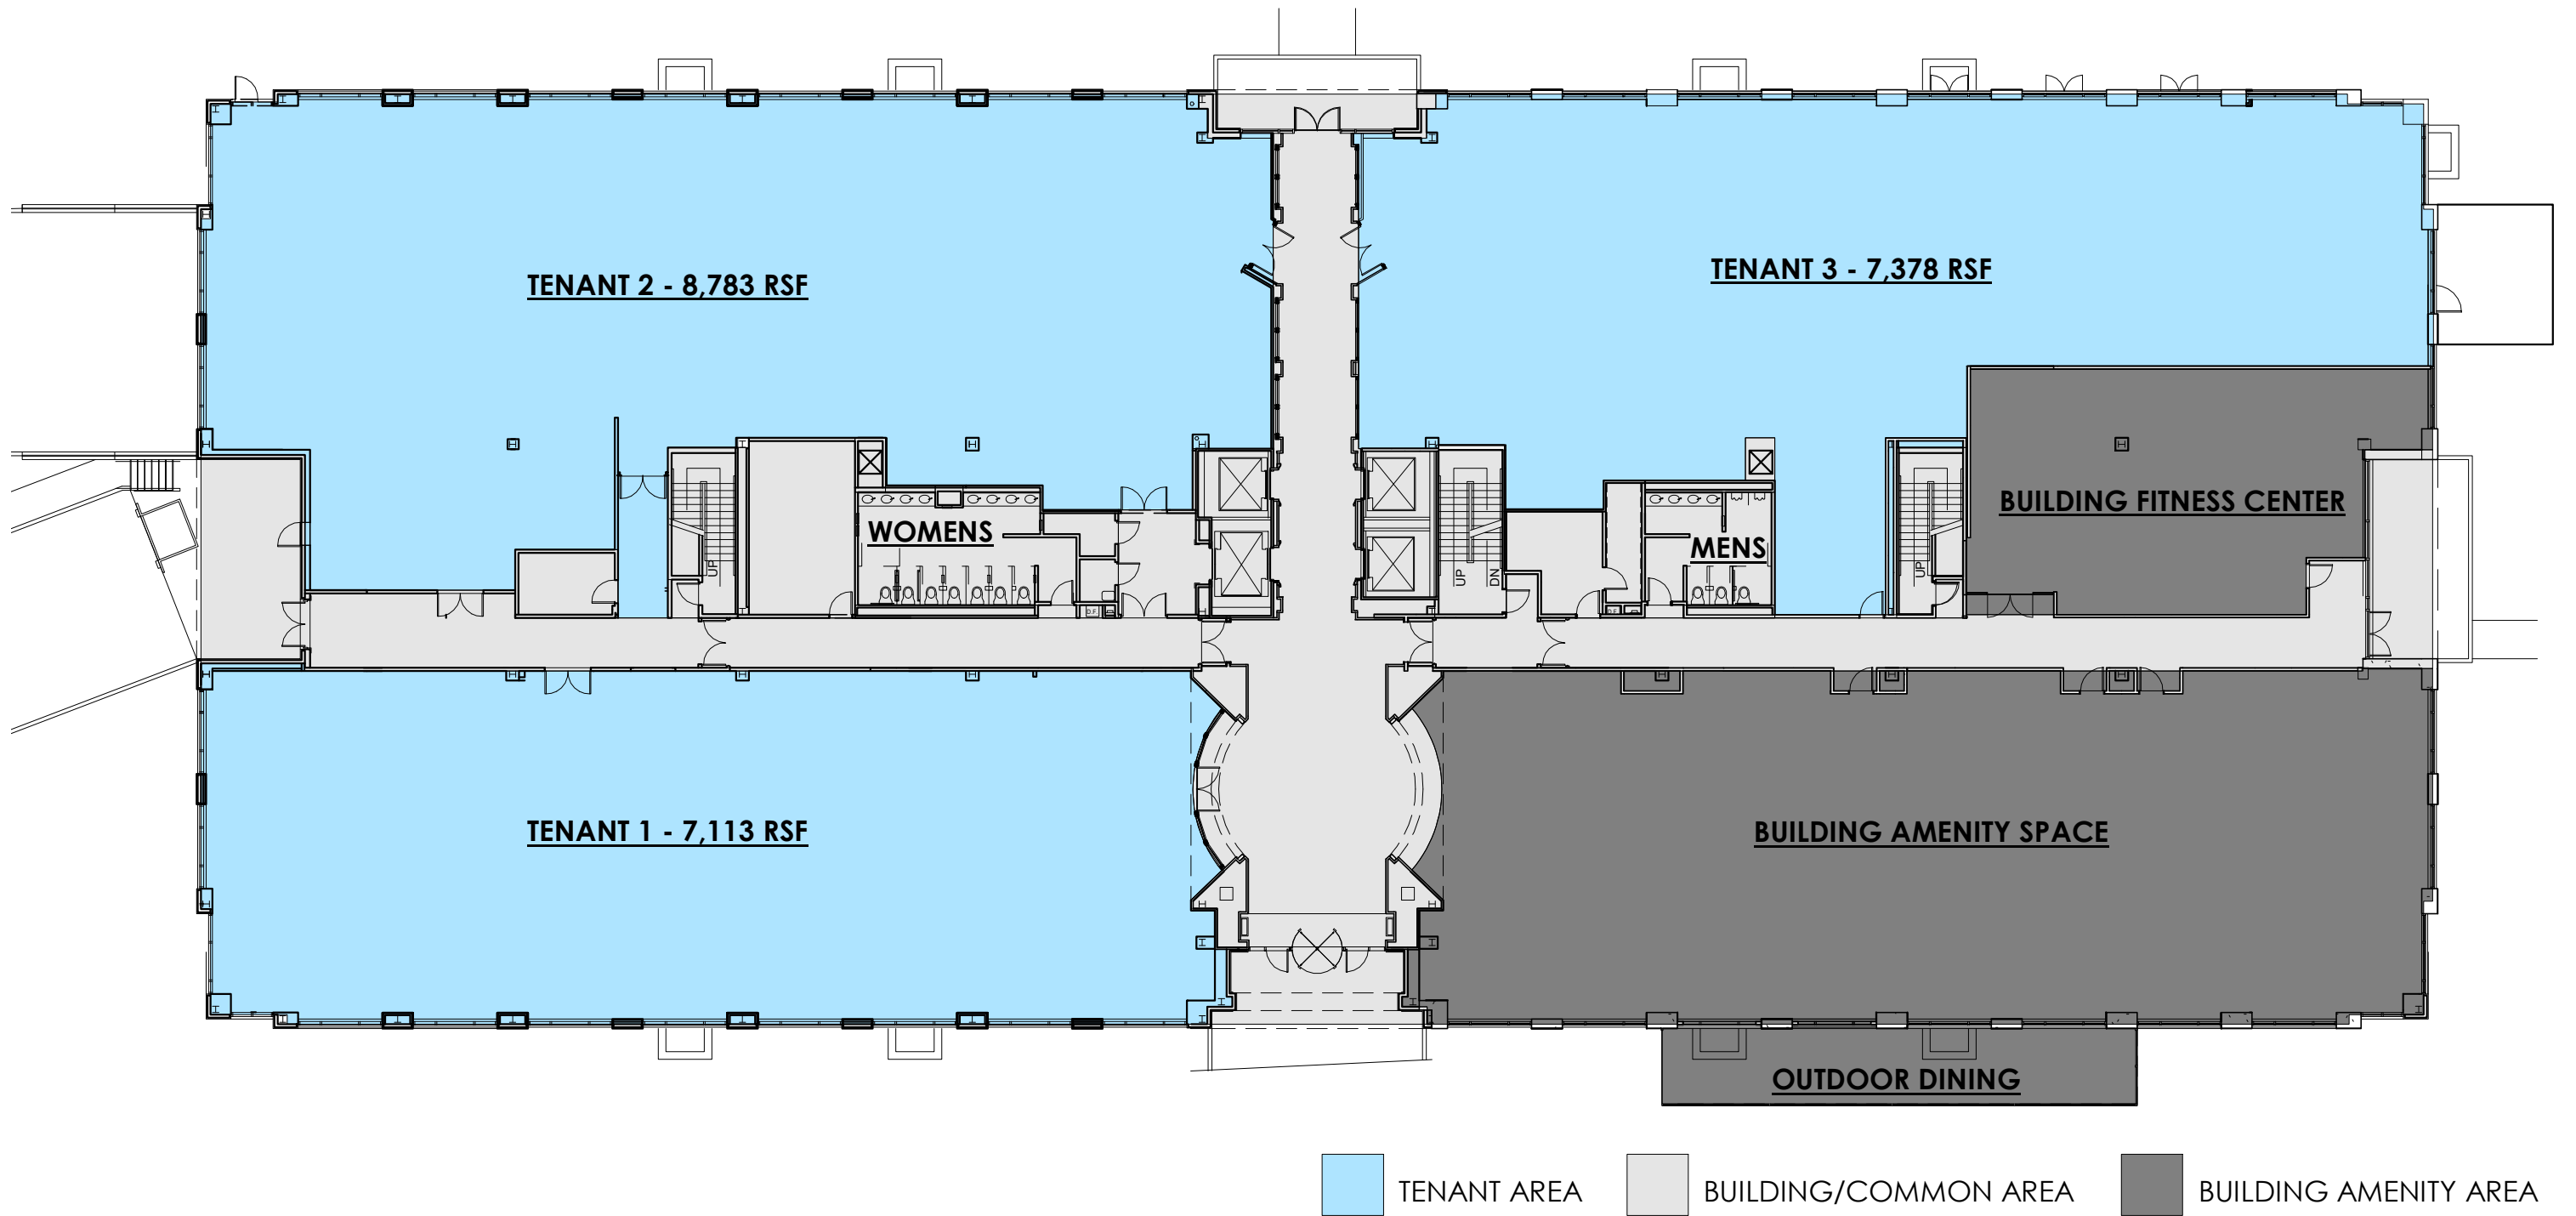 TENANT 2 - 8,783 RSF
TENANT 3 - 7,378 RSF
BUILDING FITNESS CENTER
WOMENS
MENS
UP
UP
DN
UP
D.F.
TENANT 1 - 7,113 RSF
BUILDING AMENITY SPACE
OUTDOOR DINING
TENANT AREA
BUILDING/COMMON AREA
BUILDING AMENITY AREA